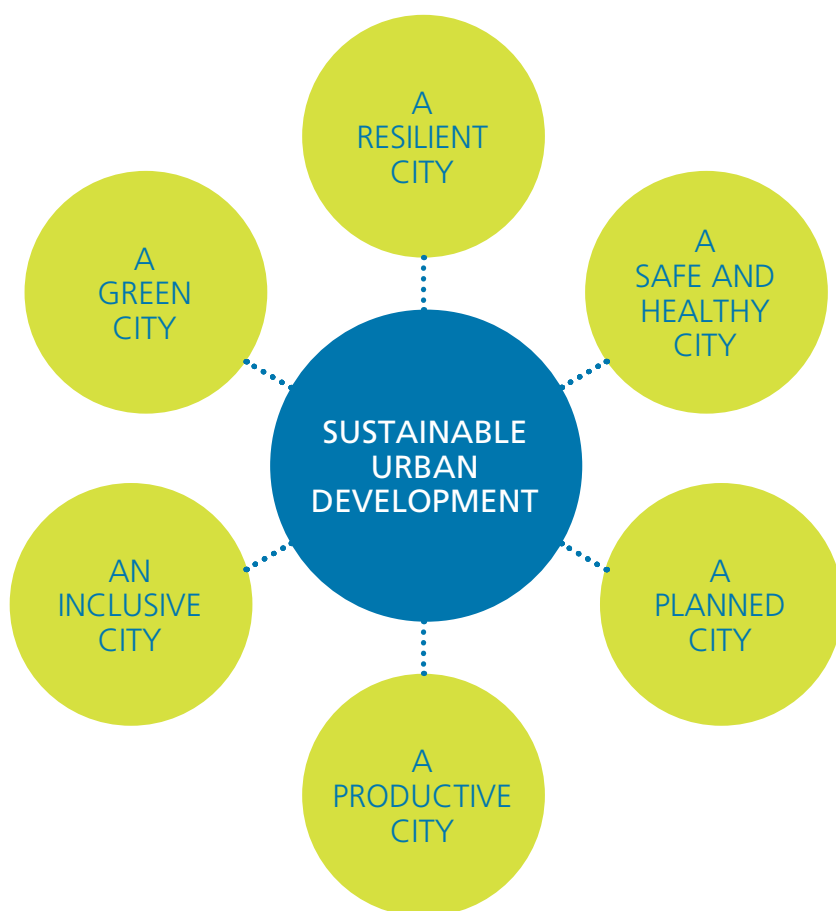 A
RESILIENT
CITY
A
GREEN
CITY
A
SAFE AND
HEALTHY
CITY
SUSTAINABLE
URBAN
DEVELOPMENT
AN
INCLUSIVE
CITY
A
PLANNED
CITY
A
PRODUCTIVE
CITY